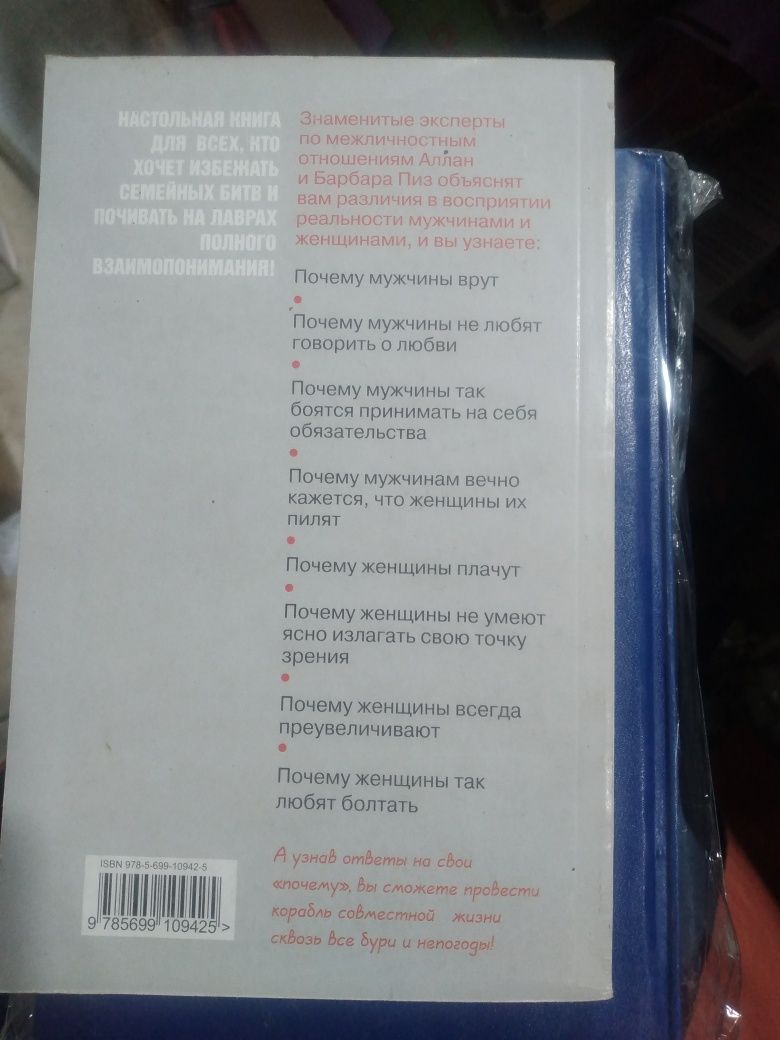 НАСТОЛЬНАЯ КНИГА
ДЛЯ ВСЕХ, КТО
ХОЧЕТ ИЗБЕЖАТЬ
СЕМЕЙНЫХ БИТВ И
ПОЧИВАТЬ НА ЛАВРАХ
ПОЛНОГО
ВЗАИМОПОНИМАНИЯ!
Знаменитые эксперты
по межличностным
отношениям Аллан
и Барбара Пиз объяснят
вам различия в восприятии
реальности мужчинами и
женщинами, и вы узнаете:
Почему мужчины врут
Почему мужчины не любят
говорить о любви
Почему мужчины так
боятся принимать на себя
обязательства
Почему мужчинам вечно
кажется, что женщины их
пилят
Почему женщины плачут
Почему женщины не умеют
ясно излагать свою точку
зрения
Почему женщины всегда
преувеличивают
Почему женщины так
любят болтать
А узнав ответы на свои
«почему», вы сможете провести
корабль совместной жизни
сквозь все бури и непогоды!
ISBN 978-5-699-10942-5
9 785699 109425 >